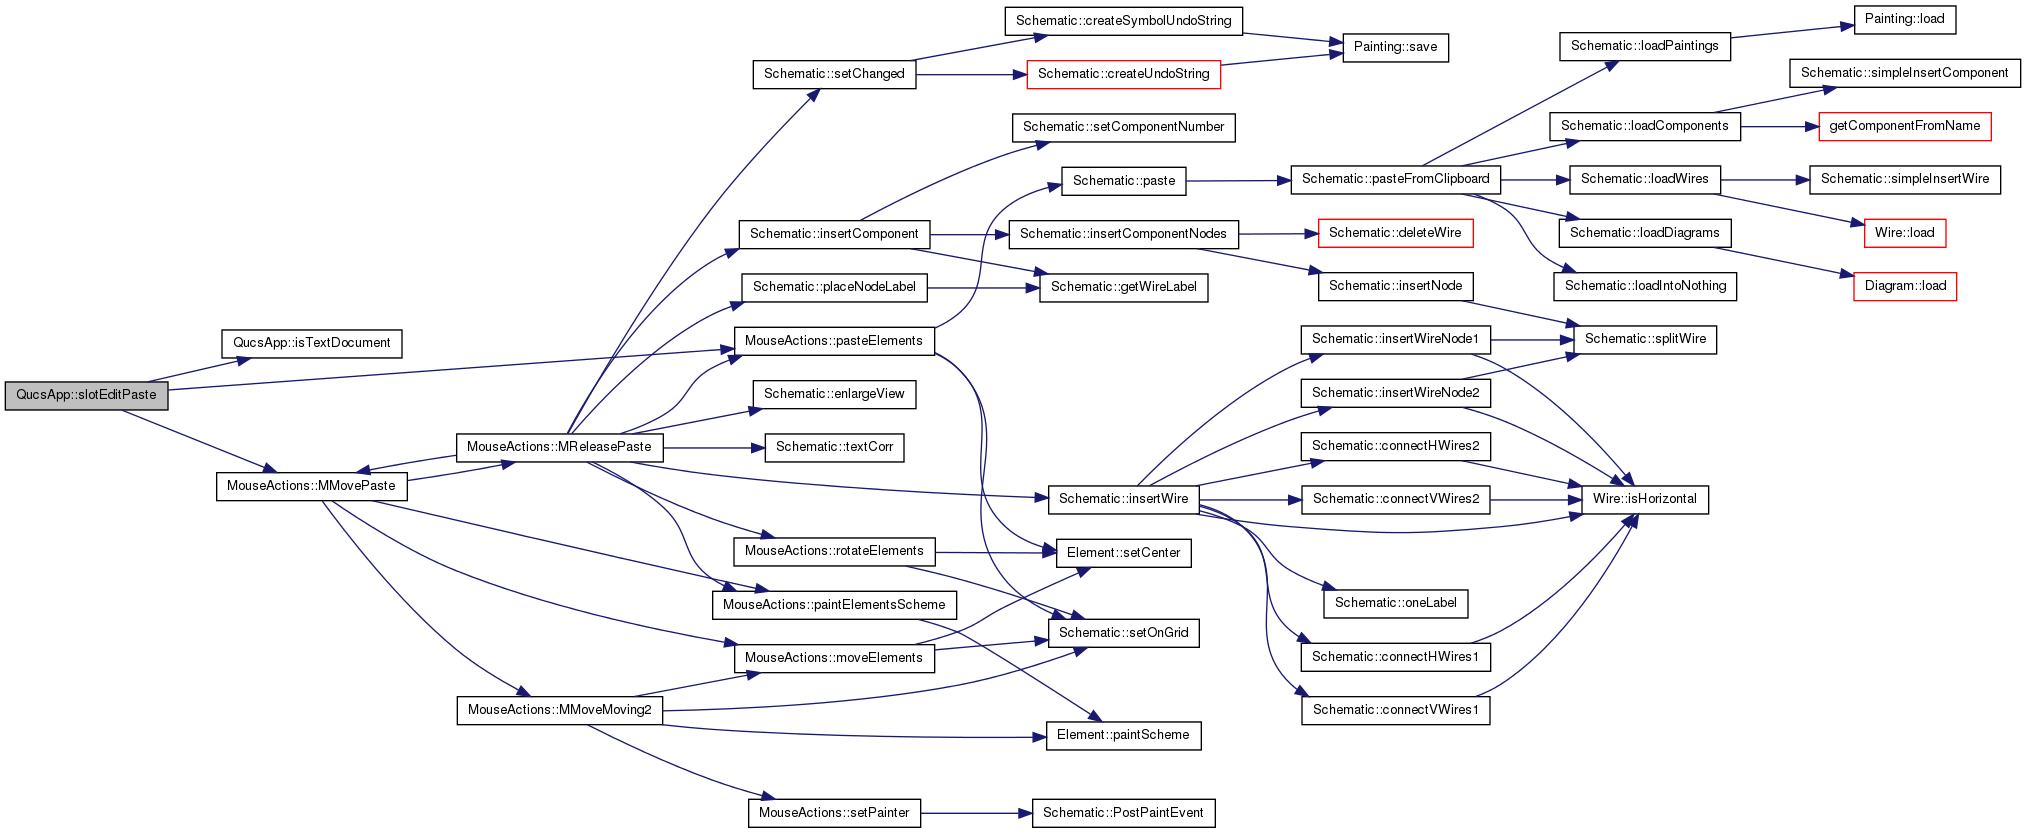 QucsApp::slotEditPaste
QucsApp::isTextDocument
MouseActions::MMovePaste
MouseActions::MReleasePaste
MouseActions::MMoveMoving2
Schematic::setChanged
Schematic::insertComponent
Schematic::placeNodeLabel
MouseActions::pasteElements
Schematic::enlargeView
Schematic::textCorr
MouseActions::rotateElements
MouseActions::paintElementsScheme
MouseActions::moveElements
MouseActions::setPainter
Schematic::createSymbolUndoString
Schematic::createUndoString
Schematic::setComponentNumber
Schematic::paste
Schematic::insertComponentNodes
Schematic::getWireLabel
Schematic::insertWire
Element::setCenter
Schematic::setOnGrid
Element::paintScheme
Schematic::PostPaintEvent
Painting::save
Schematic::pasteFromClipboard
Schematic::deleteWire
Schematic::insertNode
Schematic::insertWireNode1
Schematic::insertWireNode2
Schematic::connectHWires2
Schematic::connectVWires2
Schematic::oneLabel
Schematic::connectHWires1
Schematic::connectVWires1
Schematic::loadPaintings
Schematic::loadComponents
Schematic::loadWires
Schematic::loadDiagrams
Schematic::loadIntoNothing
Schematic::splitWire
Wire::isHorizontal
Painting::load
Schematic::simpleInsertComponent
getComponentFromName
Schematic::simpleInsertWire
Wire::load
Diagram::load